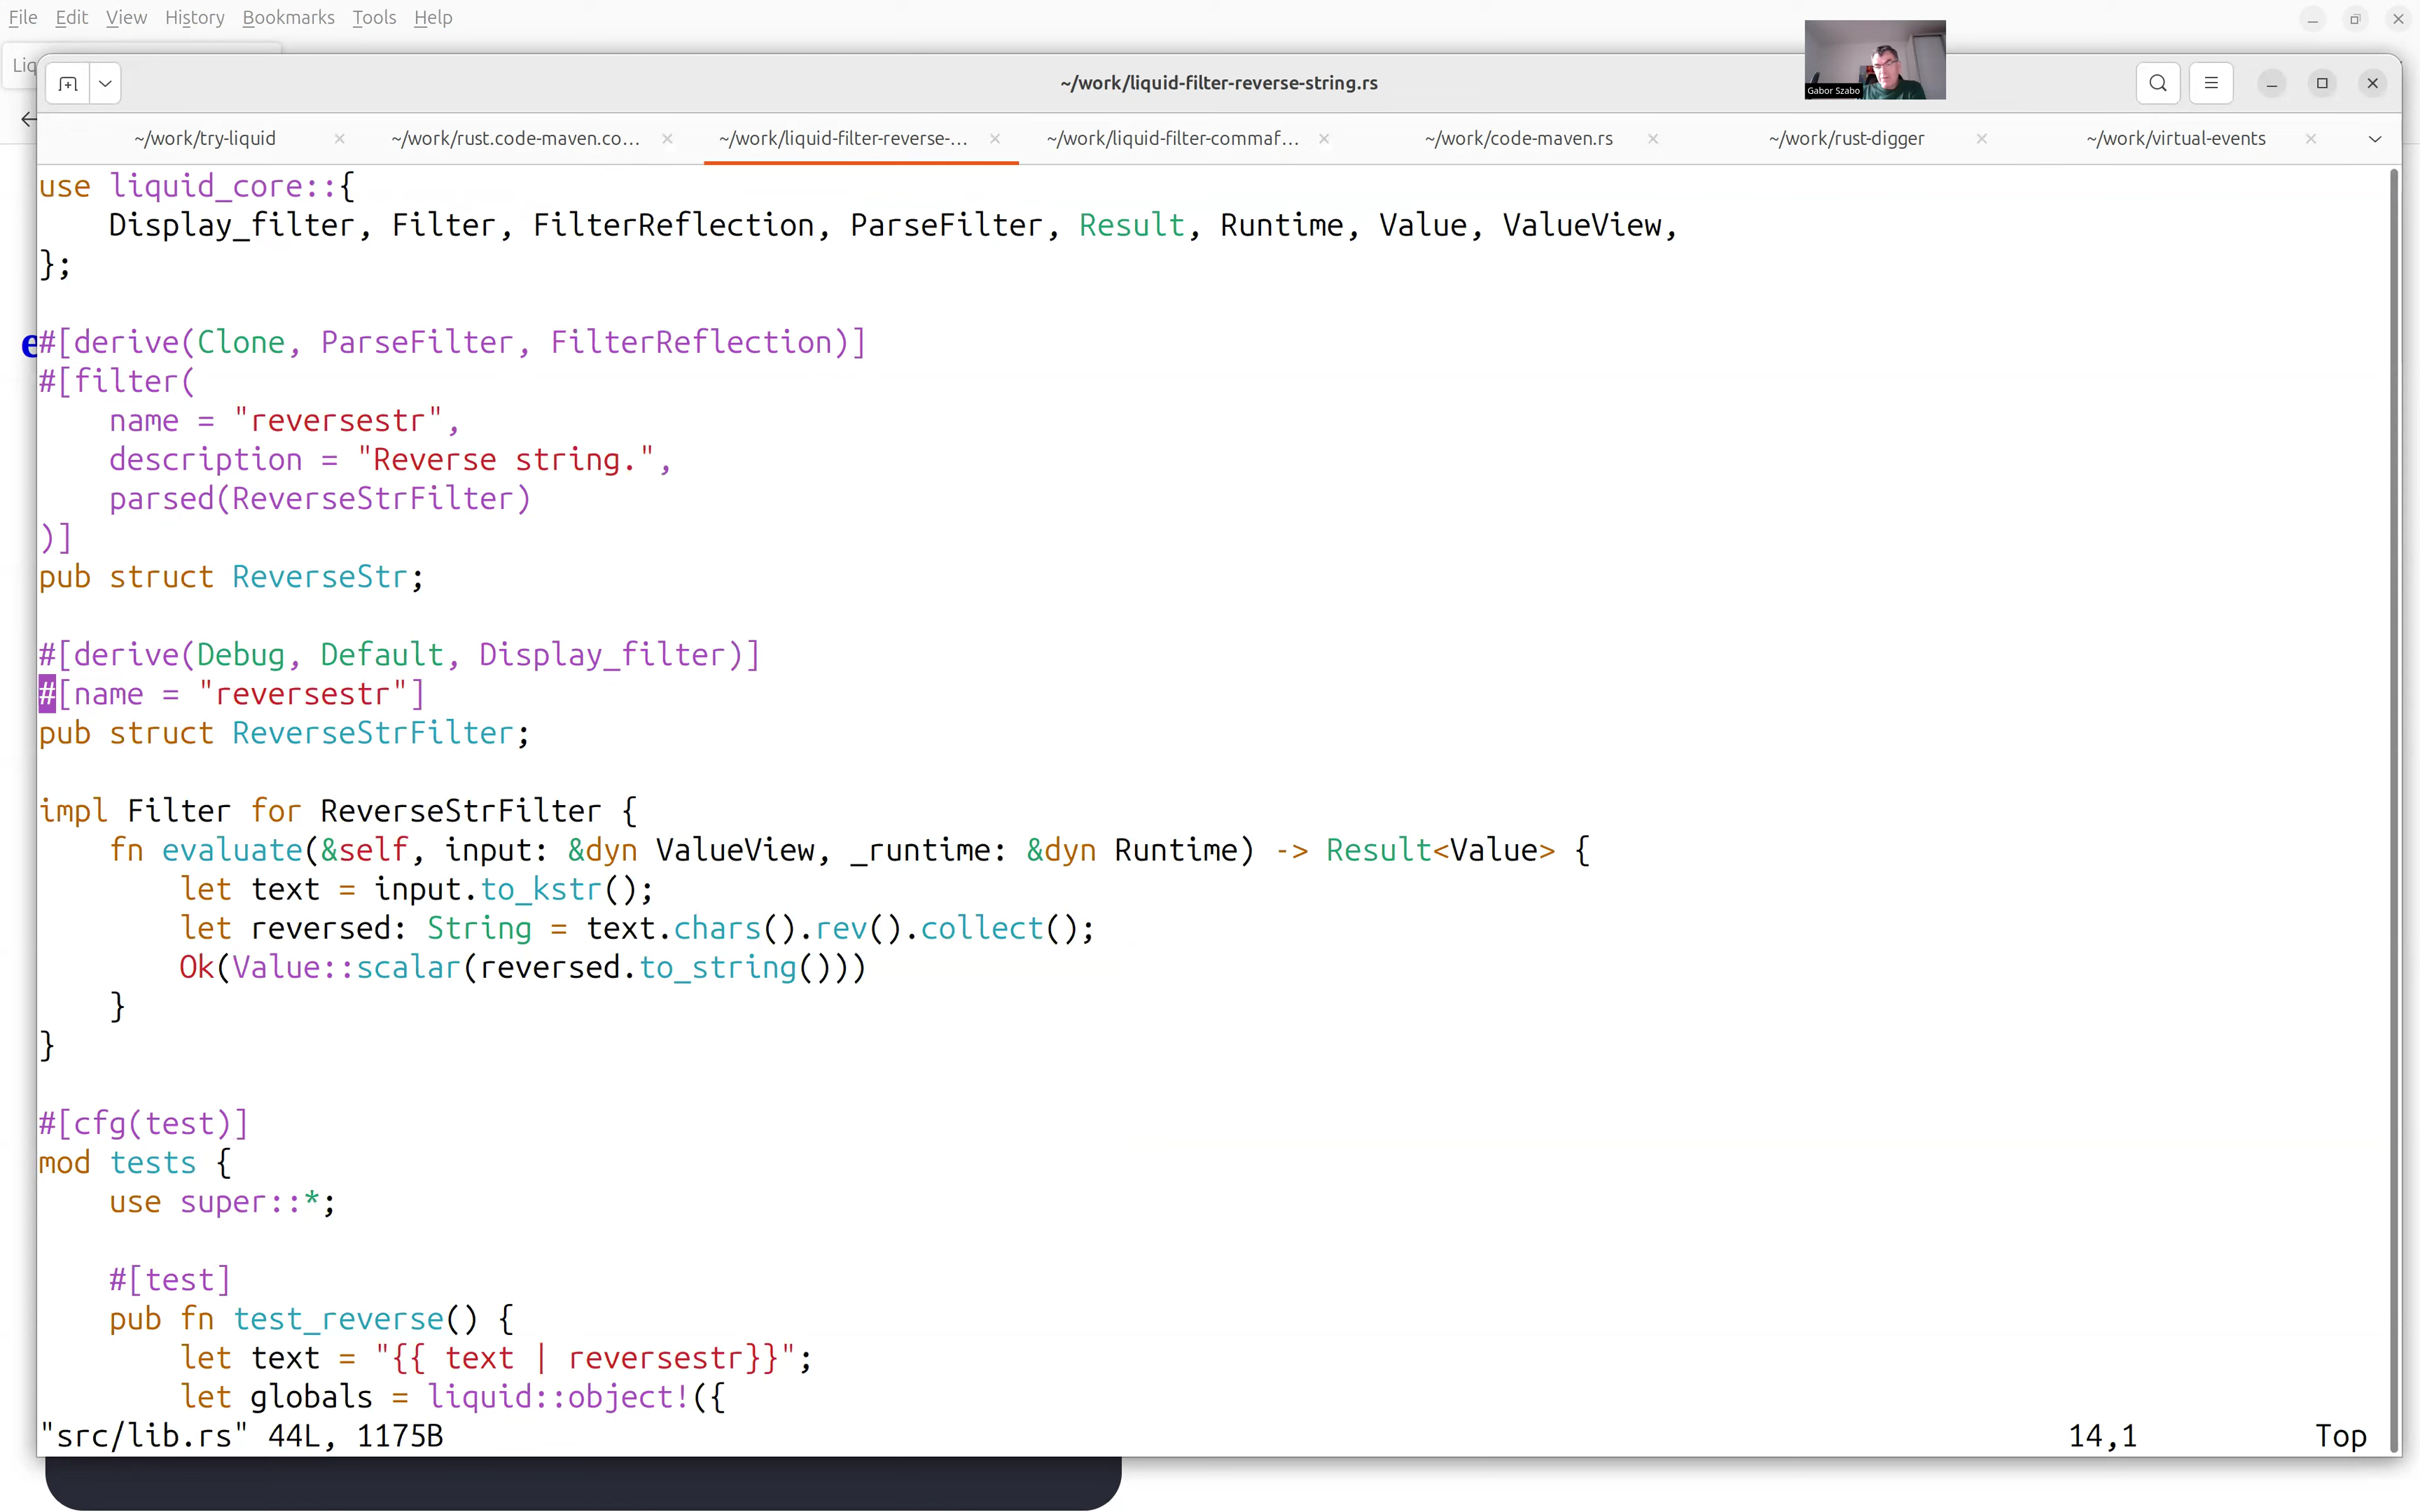 File Edit View History Bookmarks Tools Help
Liq
~/work/liquid-filter-reverse-string.rs
Gabor Szabo
~/work/try-liquid ~/work/rust.code-maven.co... ~/work/liquid-filter-reverse-... ~/work/liquid-filter-commaf... ~/work/code-maven.rs ~/work/rust-digger ~/work/virtual-events
use liquid_core::{
    Display_filter, Filter, FilterReflection, ParseFilter, Result, Runtime, Value, ValueView,
};
e
#[derive(Clone, ParseFilter, FilterReflection)]
#[filter(
    name = "reversestr",
    description = "Reverse string.",
    parsed(ReverseStrFilter)
)]
pub struct ReverseStr;
#[derive(Debug, Default, Display_filter)]
#[name = "reversestr"]
pub struct ReverseStrFilter;
impl Filter for ReverseStrFilter {
    fn evaluate(&self, input: &dyn ValueView, _runtime: &dyn Runtime) -> Result<Value> {
        let text = input.to_kstr();
        let reversed: String = text.chars().rev().collect();
        Ok(Value::scalar(reversed.to_string()))
    }
}
#[cfg(test)]
mod tests {
    use super::*;
    #[test]
    pub fn test_reverse() {
        let text = "{{ text | reversestr}}";
        let globals = liquid::object!({
"src/lib.rs" 44L, 1175B 14,1 Top